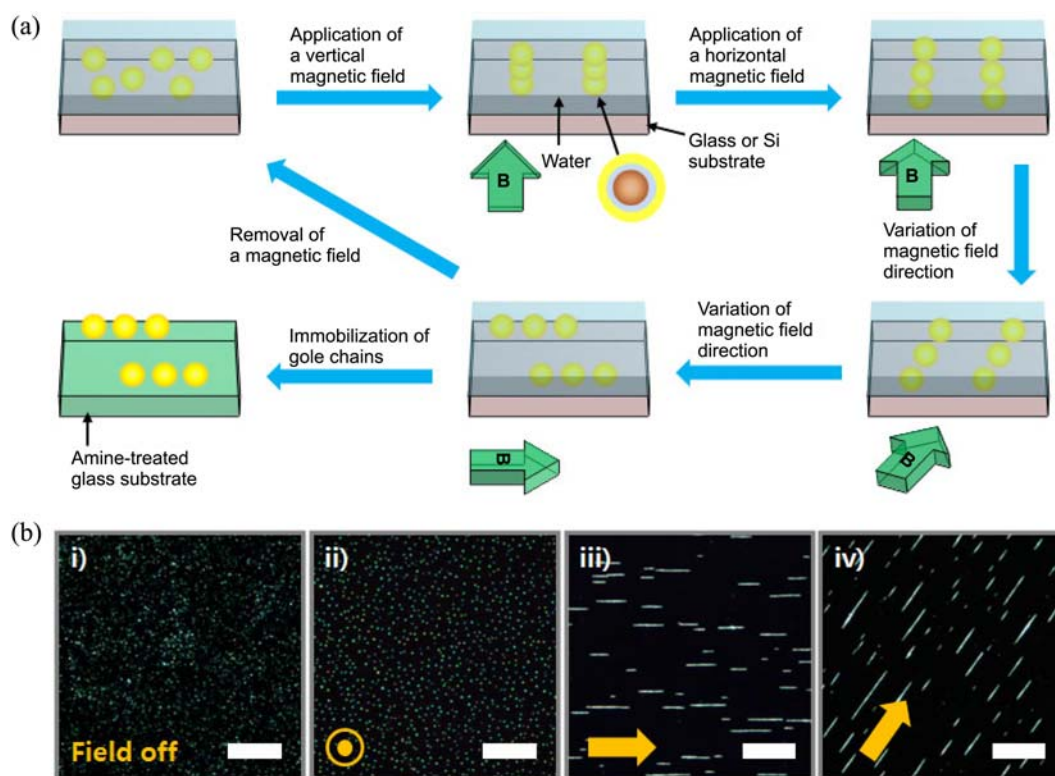 (a)
Application of
a vertical
magnetic field
Application of
a horizontal
magnetic field
Water
Glass or Si
substrate
B
B
Variation of
magnetic field
direction
Removal of
a magnetic field
Immobilization of
gole chains
Variation of
magnetic field
direction
Amine-treated
glass substrate
B
B
(b)
i)
ii)
iii)
iv)
Field off